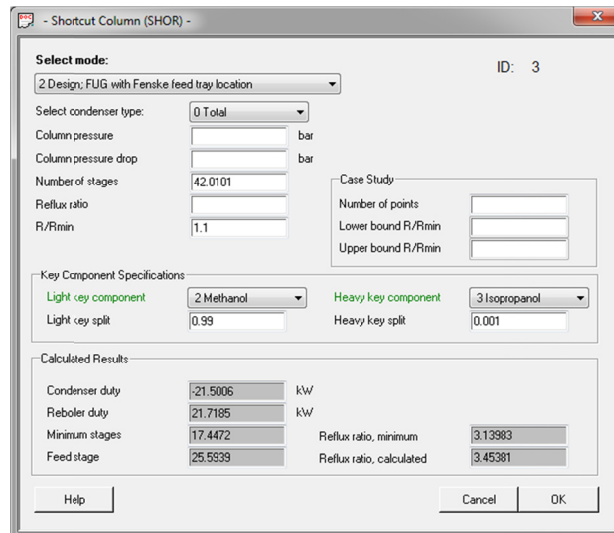 - Shortcut Column (SHOR) -
Select mode:
ID: 3
2 Design; FUG with Fenske feed tray location
Select condenser type: 0 Total
Column pressure bar
Column pressure drop bar
Number of stages 42.0101
Reflux ratio
R/Rmin 1.1
Case Study
Number of points
Lower bound R/Rmin
Upper bound R/Rmin
Key Component Specifications
Light key component 2 Methanol Heavy key component 3 Isopropanol
Light key split 0.99 Heavy key split 0.001
Calculated Results
Condenser duty -21.5006 kW
Reboler duty 21.7185 kW
Minimum stages 17.4472 Reflux ratio, minimum 3.13983
Feed stage 25.5939 Reflux ratio, calculated 3.45381
Help Cancel OK